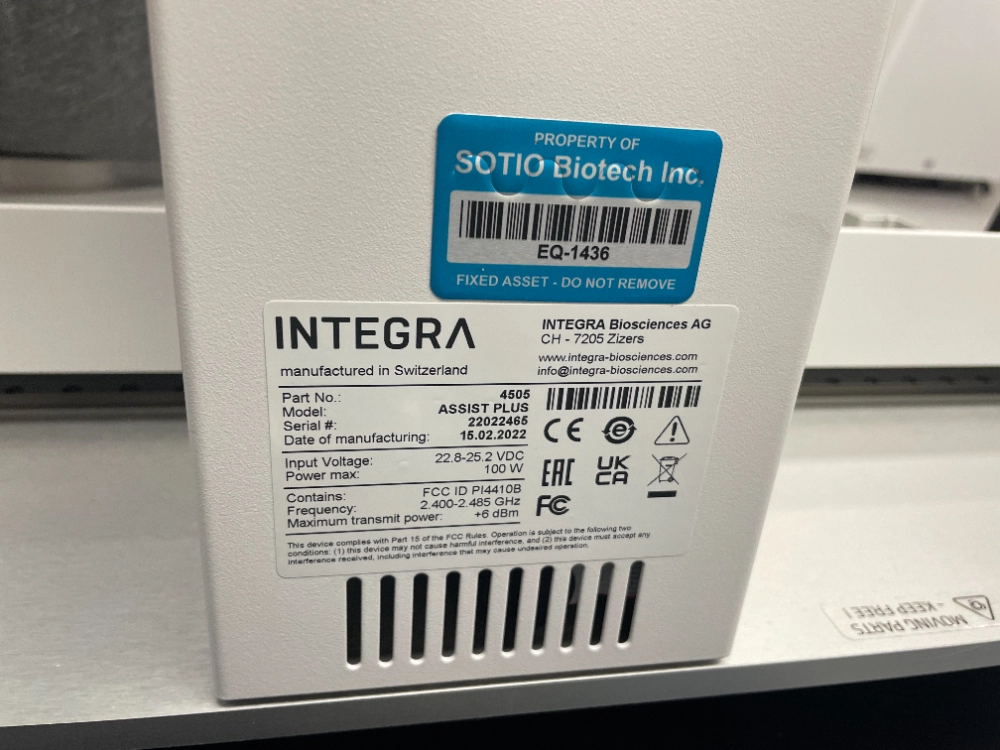 PROPERTY OF
SOTIO Biotech Inc.
EQ-1436
FIXED ASSET - DO NOT REMOVE
INTEGRA
manufactured in Switzerland
INTEGRA Biosciences AG
CH - 7205 Zizers
www.integra-biosciences.com
info@integra-biosciences.com
Part No.: 4505
Model: ASSIST PLUS
Serial #: 22022465
Date of manufacturing: 15.02.2022
Input Voltage: 22.8-25.2 VDC
Power max: 100 W
Contains: FCC ID PI4410B
Frequency: 2.400-2.485 GHz
Maximum transmit power: +6 dBm
CE
EAC
UK
CA
FC
This device complies with Part 15 of the FCC Rules. Operation is subject to the following two
conditions: (1) this device may not cause harmful interference, and (2) this device must accept any
interference received, including interference that may cause undesired operation.
MOVING PARTS
- KEEP FREE !